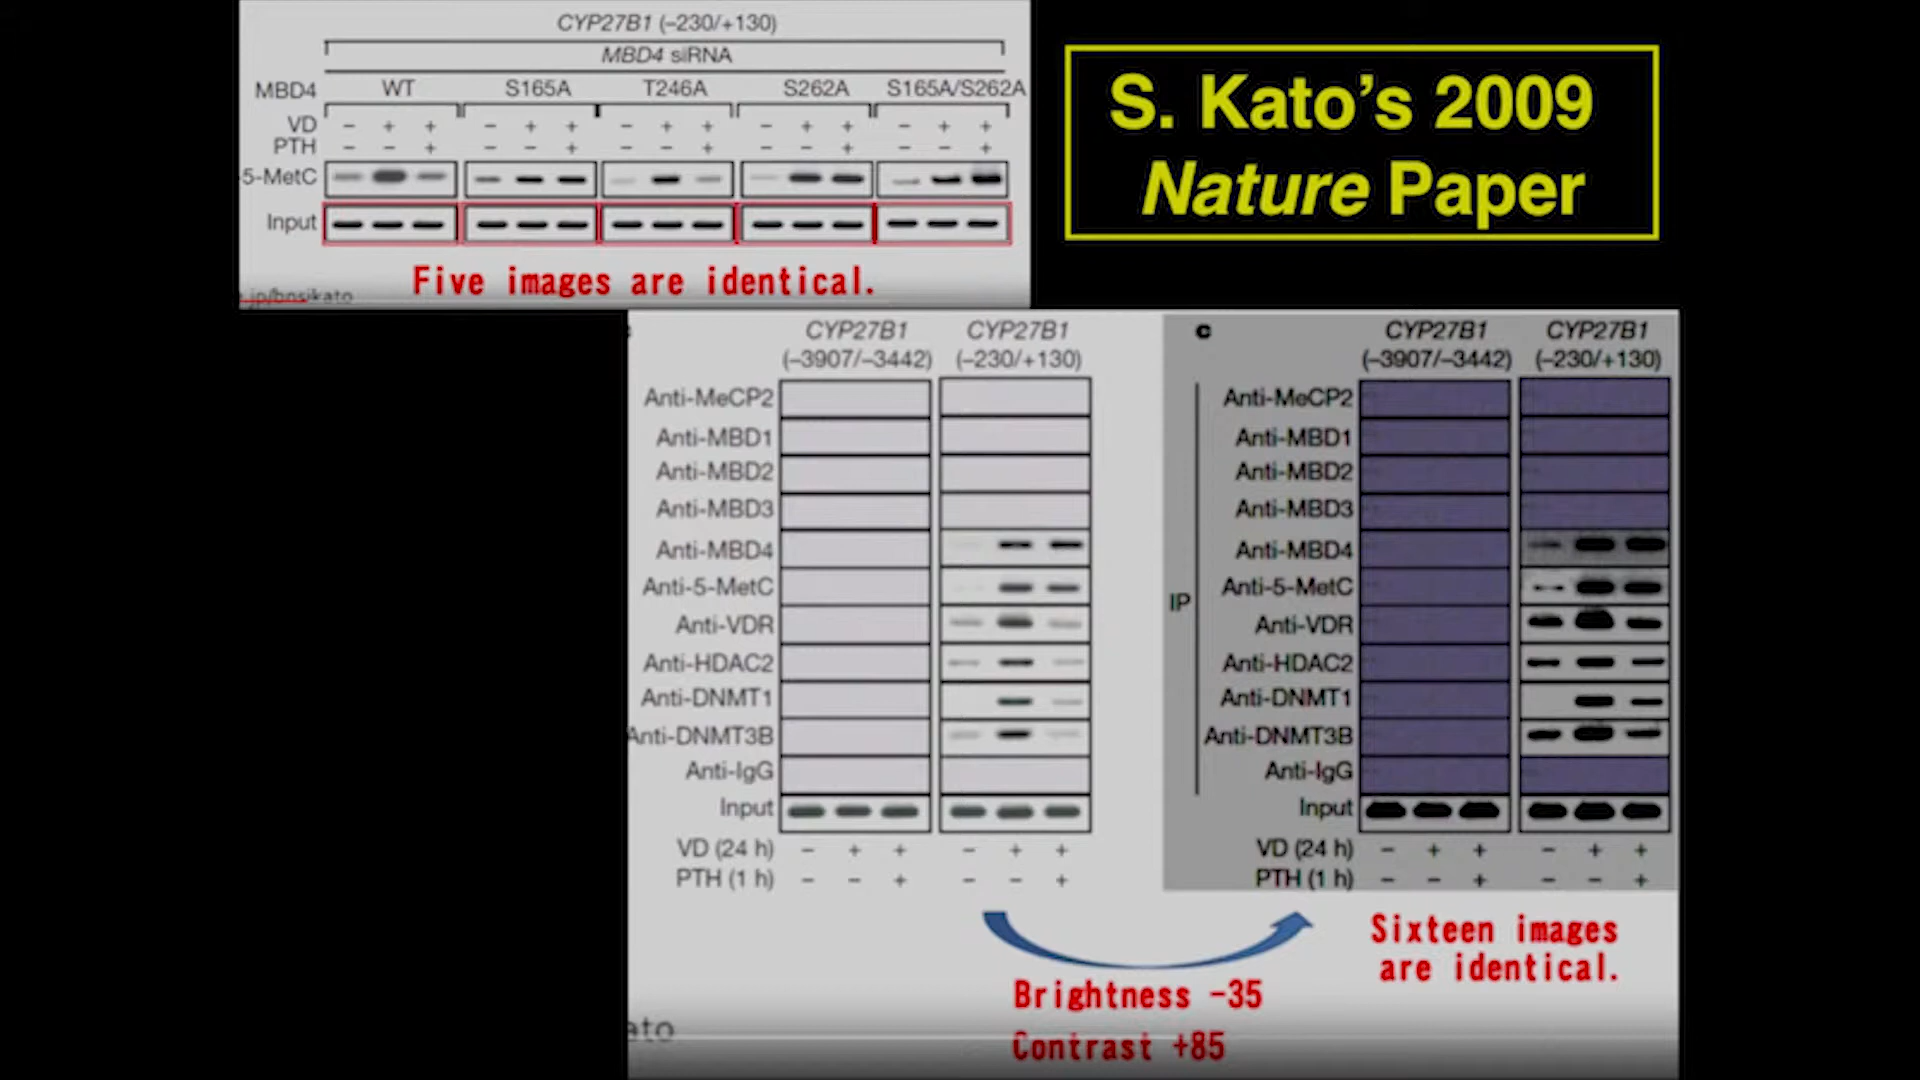 CYP27B1 (–230/+130)
MBD4 siRNA
MBD4 WT S165A T246A S262A S165A/S262A
VD – + + – + + – + + – + + – + +
PTH – – + – – + – – + – – + – – +
5-MetC
Input
Five images are identical.
.jp/bnsikato
S. Kato’s 2009
Nature Paper
CYP27B1 CYP27B1
(–3907/–3442) (–230/+130)
Anti-MeCP2
Anti-MBD1
Anti-MBD2
Anti-MBD3
Anti-MBD4
Anti-5-MetC
Anti-VDR
Anti-HDAC2
Anti-DNMT1
Anti-DNMT3B
Anti-IgG
Input
VD (24 h) – + + – + +
PTH (1 h) – – + – – +
c CYP27B1 CYP27B1
(–3907/–3442) (–230/+130)
Anti-MeCP2
Anti-MBD1
Anti-MBD2
Anti-MBD3
Anti-MBD4
Anti-5-MetC
IP
Anti-VDR
Anti-HDAC2
Anti-DNMT1
Anti-DNMT3B
Anti-IgG
Input
VD (24 h) – + + – + +
PTH (1 h) – – + – – +
Sixteen images
are identical.
Brightness -35
Contrast +85
ato